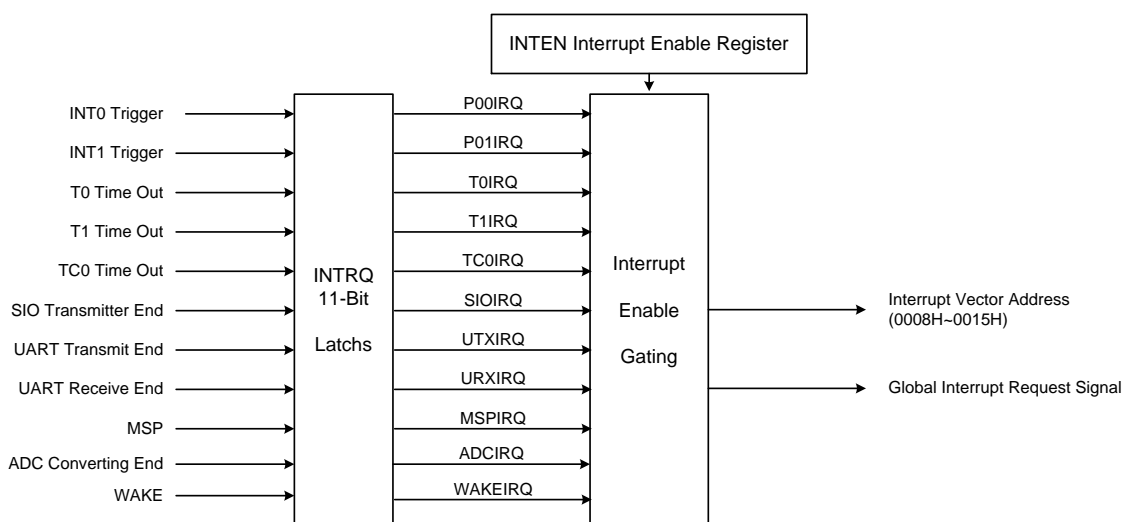 INTEN Interrupt Enable Register
INT0 Trigger
INT1 Trigger
T0 Time Out
T1 Time Out
TC0 Time Out
SIO Transmitter End
UART Transmit End
UART Receive End
MSP
ADC Converting End
WAKE
INTRQ
11-Bit
Latchs
P00IRQ
P01IRQ
T0IRQ
T1IRQ
TC0IRQ
SIOIRQ
UTXIRQ
URXIRQ
MSPIRQ
ADCIRQ
WAKEIRQ
Interrupt
Enable
Gating
Interrupt Vector Address
(0008H~0015H)
Global Interrupt Request Signal